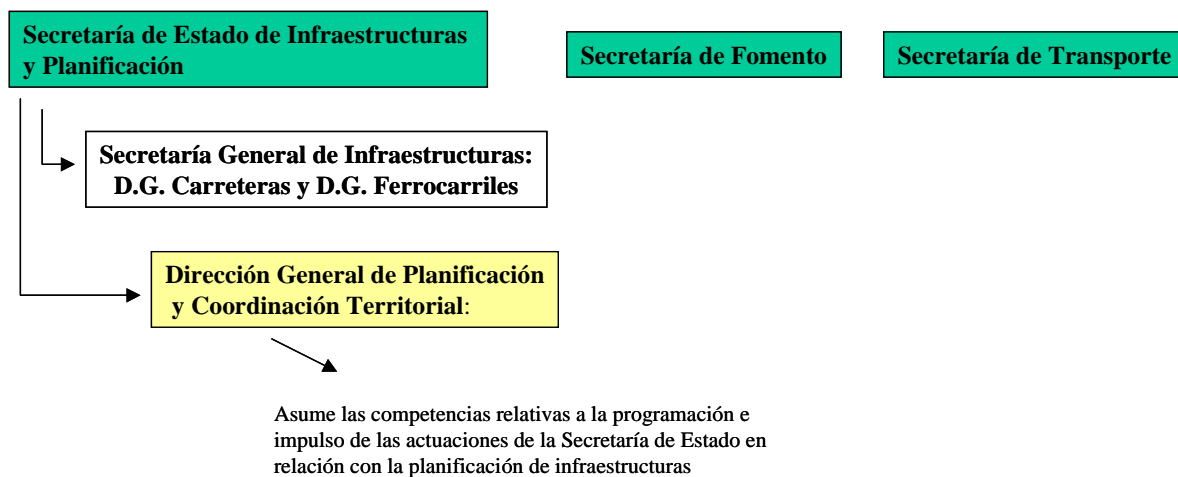 Secretaría de Estado de Infraestructuras
y Planificación
Secretaría de Fomento
Secretaría de Transporte
Secretaría General de Infraestructuras:
D.G. Carreteras y D.G. Ferrocarriles
Dirección General de Planificación
y Coordinación Territorial:
Asume las competencias relativas a la programación e
impulso de las actuaciones de la Secretaría de Estado en
relación con la planificación de infraestructuras